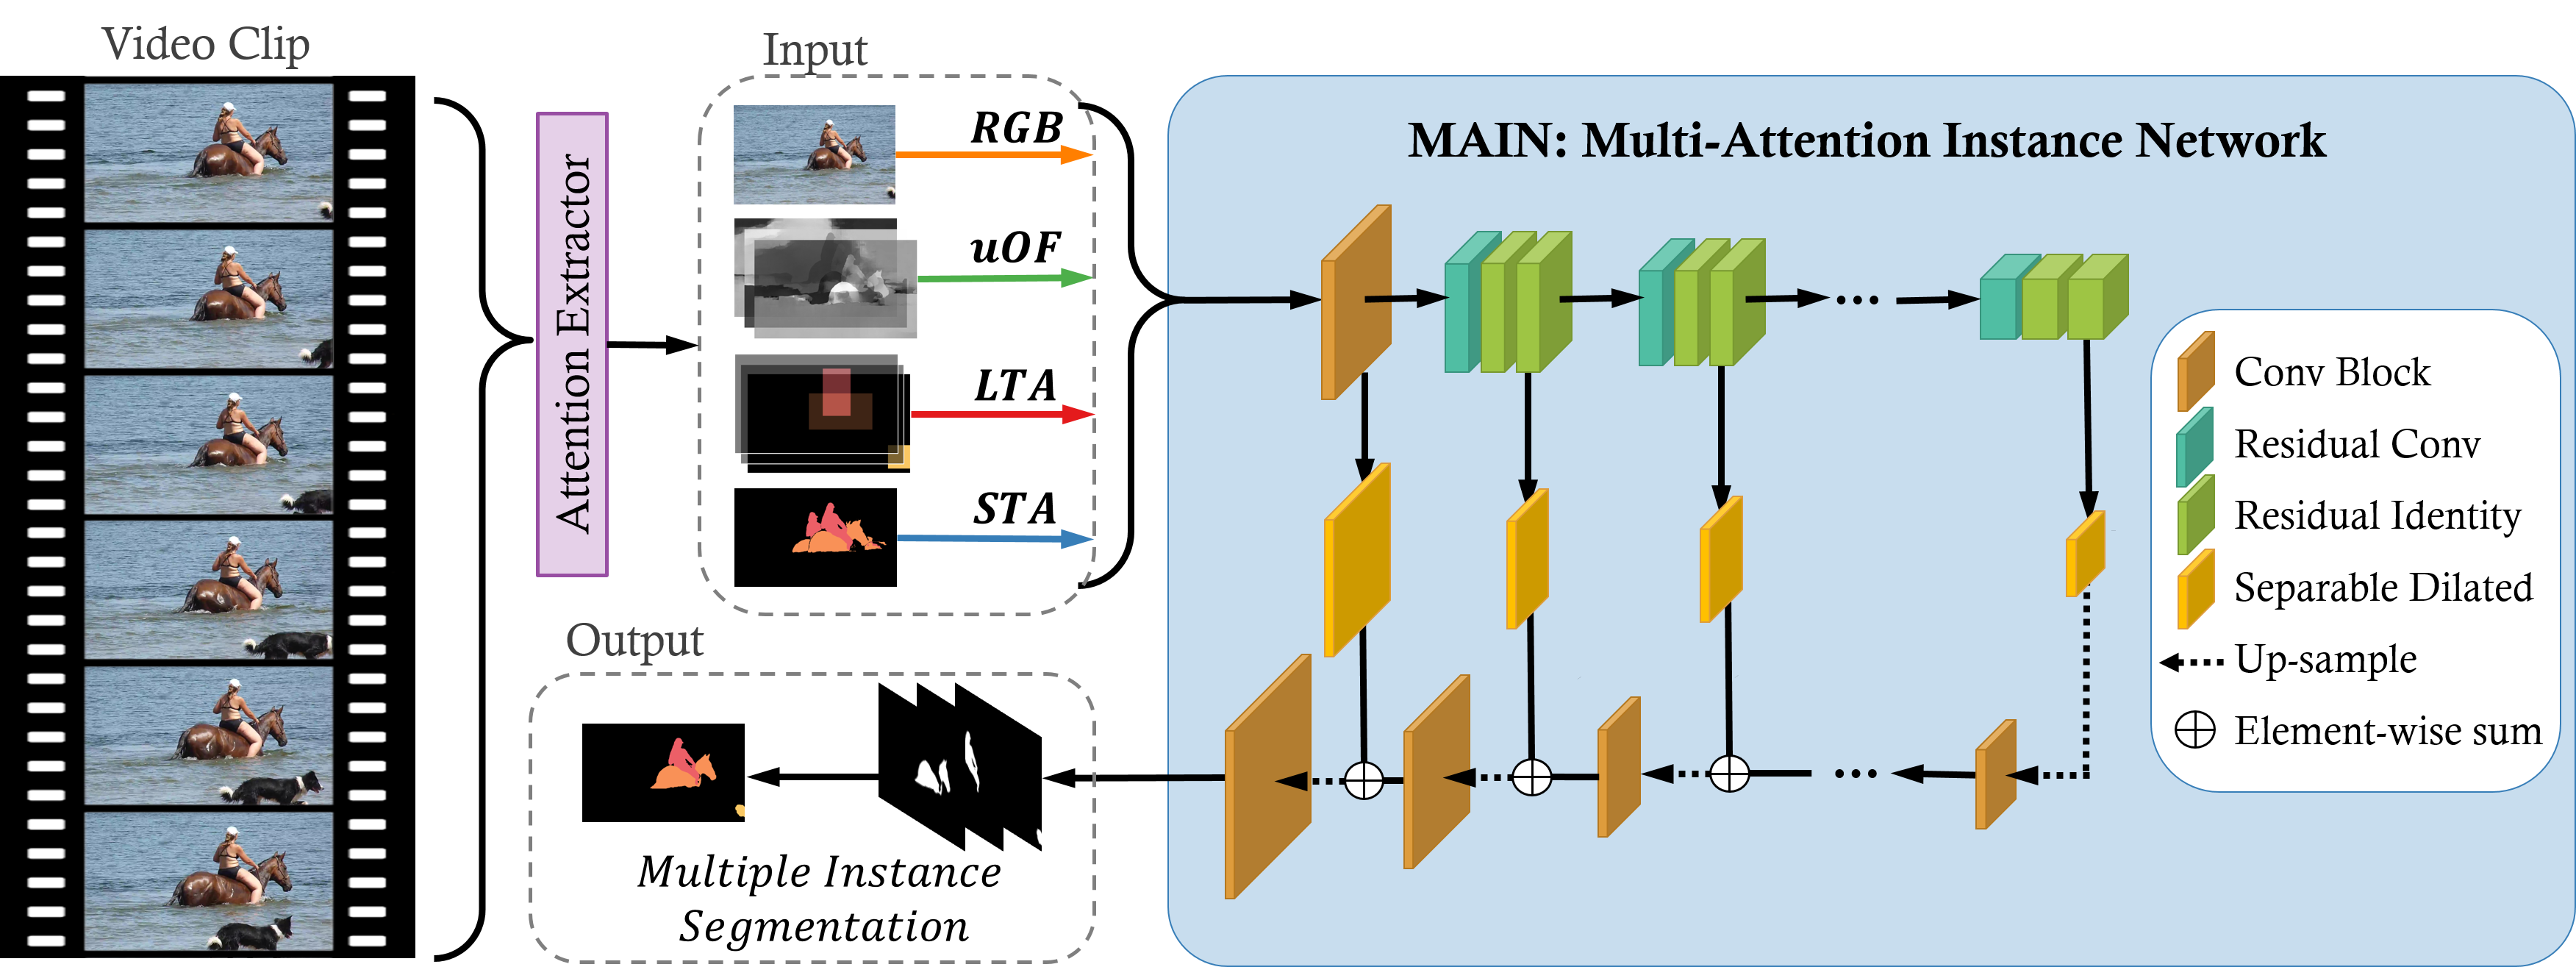 Video Clip
Attention Extractor
Input
RGB
uOF
LTA
STA
Output
Multiple Instance
Segmentation
MAIN: Multi-Attention Instance Network
...
...
Conv Block
Residual Conv
Residual Identity
Separable Dilated
Up-sample
Element-wise sum